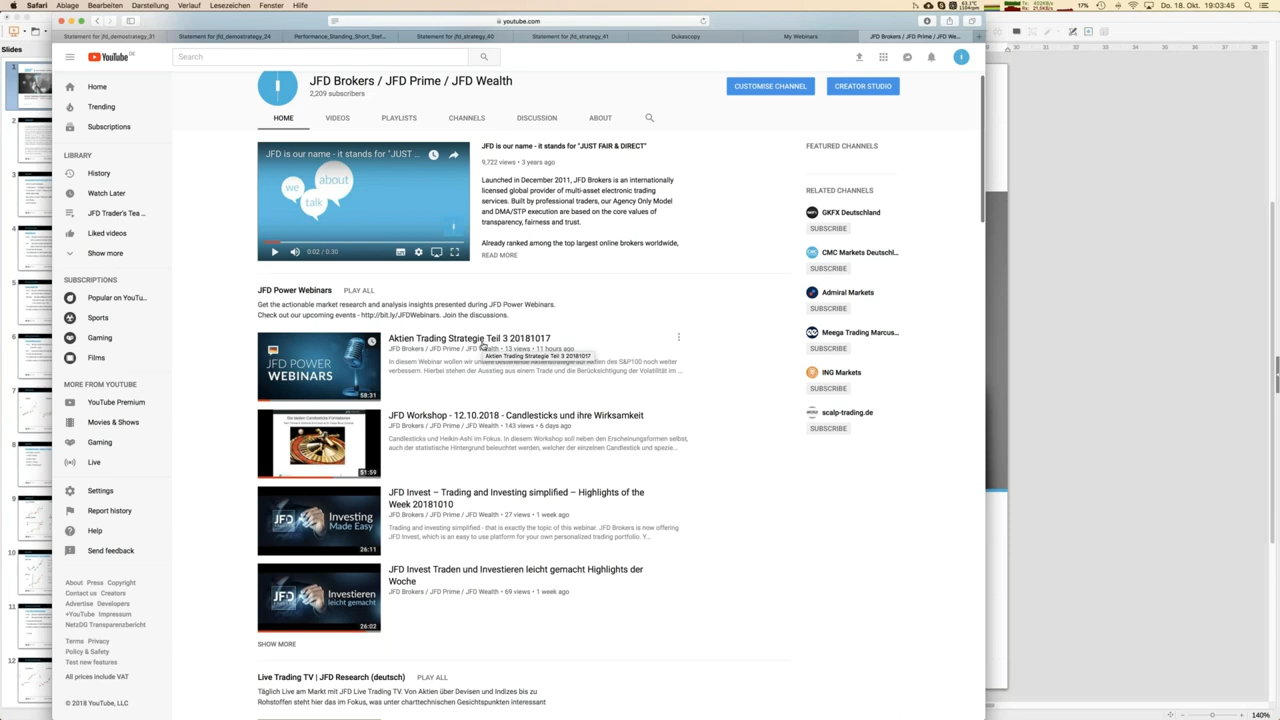 Safari Ablage Bearbeiten Darstellung Verlauf Lesezeichen Fenster Hilfe
17% Do. 18. Okt. 19:03:45
youtube.com
Statement for jfd_demostrategy_31 Statement for jfd_demostrategy_24 Performance_Standing_Short_Stef... Statement for jfd_strategy_40 Statement for jfd_strategy_41 Dukascopy My Webinars JFD Brokers / JFD Prime / JFD We...
Slides
YouTube DE
Search
JFD Brokers / JFD Prime / JFD Wealth
2,209 subscribers
CUSTOMISE CHANNEL CREATOR STUDIO
HOME VIDEOS PLAYLISTS CHANNELS DISCUSSION ABOUT
Home
Trending
Subscriptions
LIBRARY
History
Watch Later
JFD Trader's Tea ...
Liked videos
Show more
SUBSCRIPTIONS
Popular on YouTu...
Sports
Gaming
Films
MORE FROM YOUTUBE
YouTube Premium
Movies & Shows
Gaming
Live
Settings
Report history
Help
Send feedback
About Press Copyright
Contact us Creators
Advertise Developers
+YouTube Impressum
NetzDG Transparenzbericht
Terms Privacy
Policy & Safety
Test new features
All prices include VAT
© 2018 YouTube, LLC
JFD is our name - it stands for "JUST ...
we
about
talk
0:02 / 0:30
JFD is our name - it stands for "JUST FAIR & DIRECT"
9,722 views • 3 years ago
Launched in December 2011, JFD Brokers is an internationally
licensed global provider of multi-asset electronic trading
services. Built by professional traders, our Agency Only Model
and DMA/STP execution are based on the core values of
transparency, fairness and trust.
Already ranked among the top largest online brokers worldwide,
READ MORE
JFD Power Webinars PLAY ALL
Get the actionable market research and analysis insights presented during JFD Power Webinars.
Check out our upcoming events - http://bit.ly/JFDWebinars. Join the discussions.
JFD POWER
WEBINARS
58:31
Aktien Trading Strategie Teil 3 20181017
JFD Brokers / JFD Prime / JFD Wealth • 13 views • 11 hours ago
Aktien Trading Strategie Teil 3 20181017
In diesem Webinar wollen wir unsere bestehende Aktienstrategie auf Aktien des S&P100 noch weiter
verbessern. Hierbei stehen der Ausstieg aus einem Trade und die Berücksichtigung der Volatilität im ...
51:59
JFD Workshop - 12.10.2018 - Candlesticks und ihre Wirksamkeit
JFD Brokers / JFD Prime / JFD Wealth • 143 views • 6 days ago
Candlesticks und Heikin-Ashi im Fokus. In diesem Workshop soll neben den Erscheinungsformen selbst,
auch der statistische Hintergrund beleuchtet werden, welcher der einzelnen Candlestick und spezie...
JFD
Investing
Made Easy
26:11
JFD Invest – Trading and Investing simplified – Highlights of the
Week 20181010
JFD Brokers / JFD Prime / JFD Wealth • 27 views • 1 week ago
Trading and investing simplified - that is exactly the topic of this webinar. JFD Brokers is now offering
JFD Invest, which is an easy to use platform for your own personalized trading portfolio. Y...
JFD
Investieren
leicht gemacht
26:02
JFD Invest Traden und Investieren leicht gemacht Highlights der
Woche
JFD Brokers / JFD Prime / JFD Wealth • 69 views • 1 week ago
SHOW MORE
Live Trading TV | JFD Research (deutsch) PLAY ALL
Täglich Live am Markt mit JFD Live Trading TV. Von Aktien über Devisen und Indizes bis zu
Rohstoffen steht hier das im Fokus, was unter charttechnischen Gesichtspunkten interessant
FEATURED CHANNELS
RELATED CHANNELS
GKFX Deutschland
SUBSCRIBE
CMC Markets Deutschl...
SUBSCRIBE
Admiral Markets
SUBSCRIBE
Meega Trading Marcus...
SUBSCRIBE
ING Markets
SUBSCRIBE
scalp-trading.de
SUBSCRIBE
140%